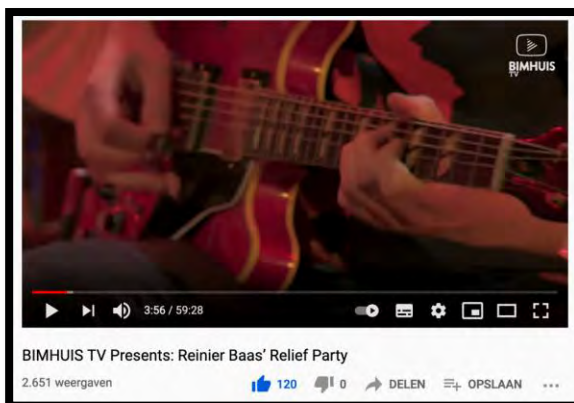 BIMHUIS
TV
3:56 / 59:28
BIMHUIS TV Presents: Reinier Baas' Relief Party
2.651 weergaven
120
0
DELEN
OPSLAAN